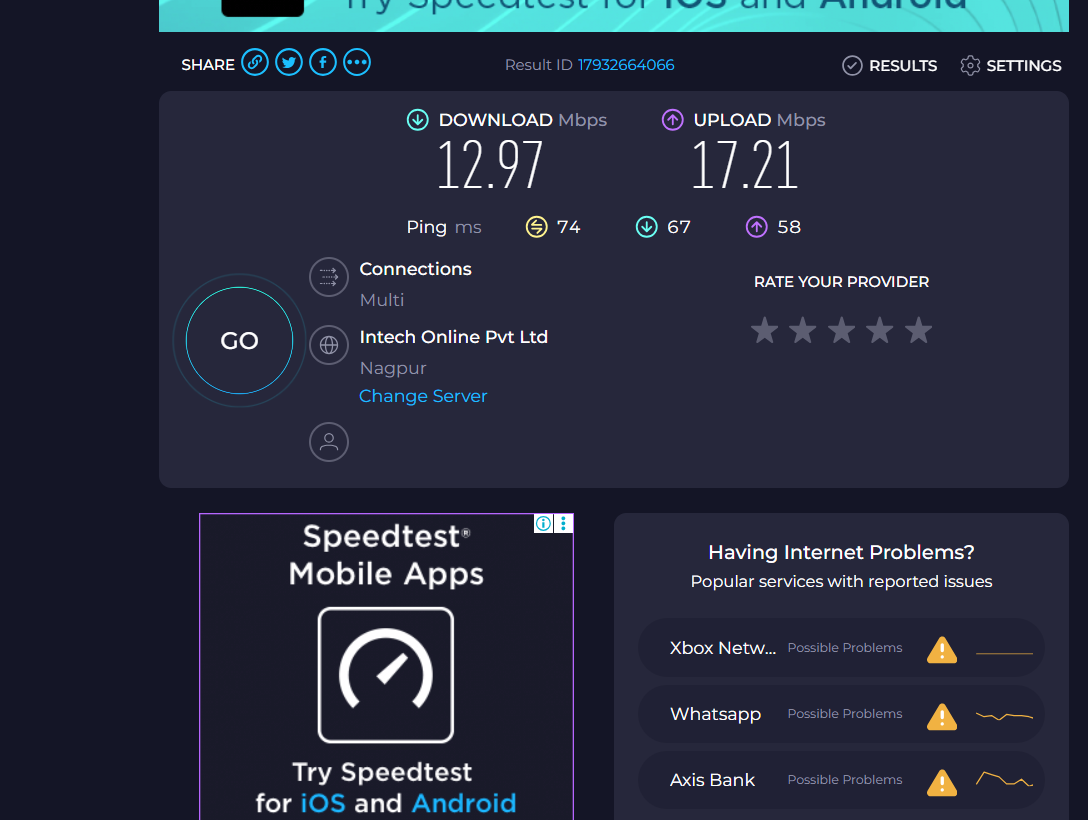 Try Speedtest for iOS and Android
SHARE
Result ID 17932664066
RESULTS
SETTINGS
DOWNLOAD Mbps
12.97
UPLOAD Mbps
17.21
Ping ms 74 67 58
GO
Connections
Multi
Intech Online Pvt Ltd
Nagpur
Change Server
RATE YOUR PROVIDER
Speedtest®
Mobile Apps
Try Speedtest
for iOS and Android
Having Internet Problems?
Popular services with reported issues
Xbox Netw... Possible Problems
Whatsapp Possible Problems
Axis Bank Possible Problems